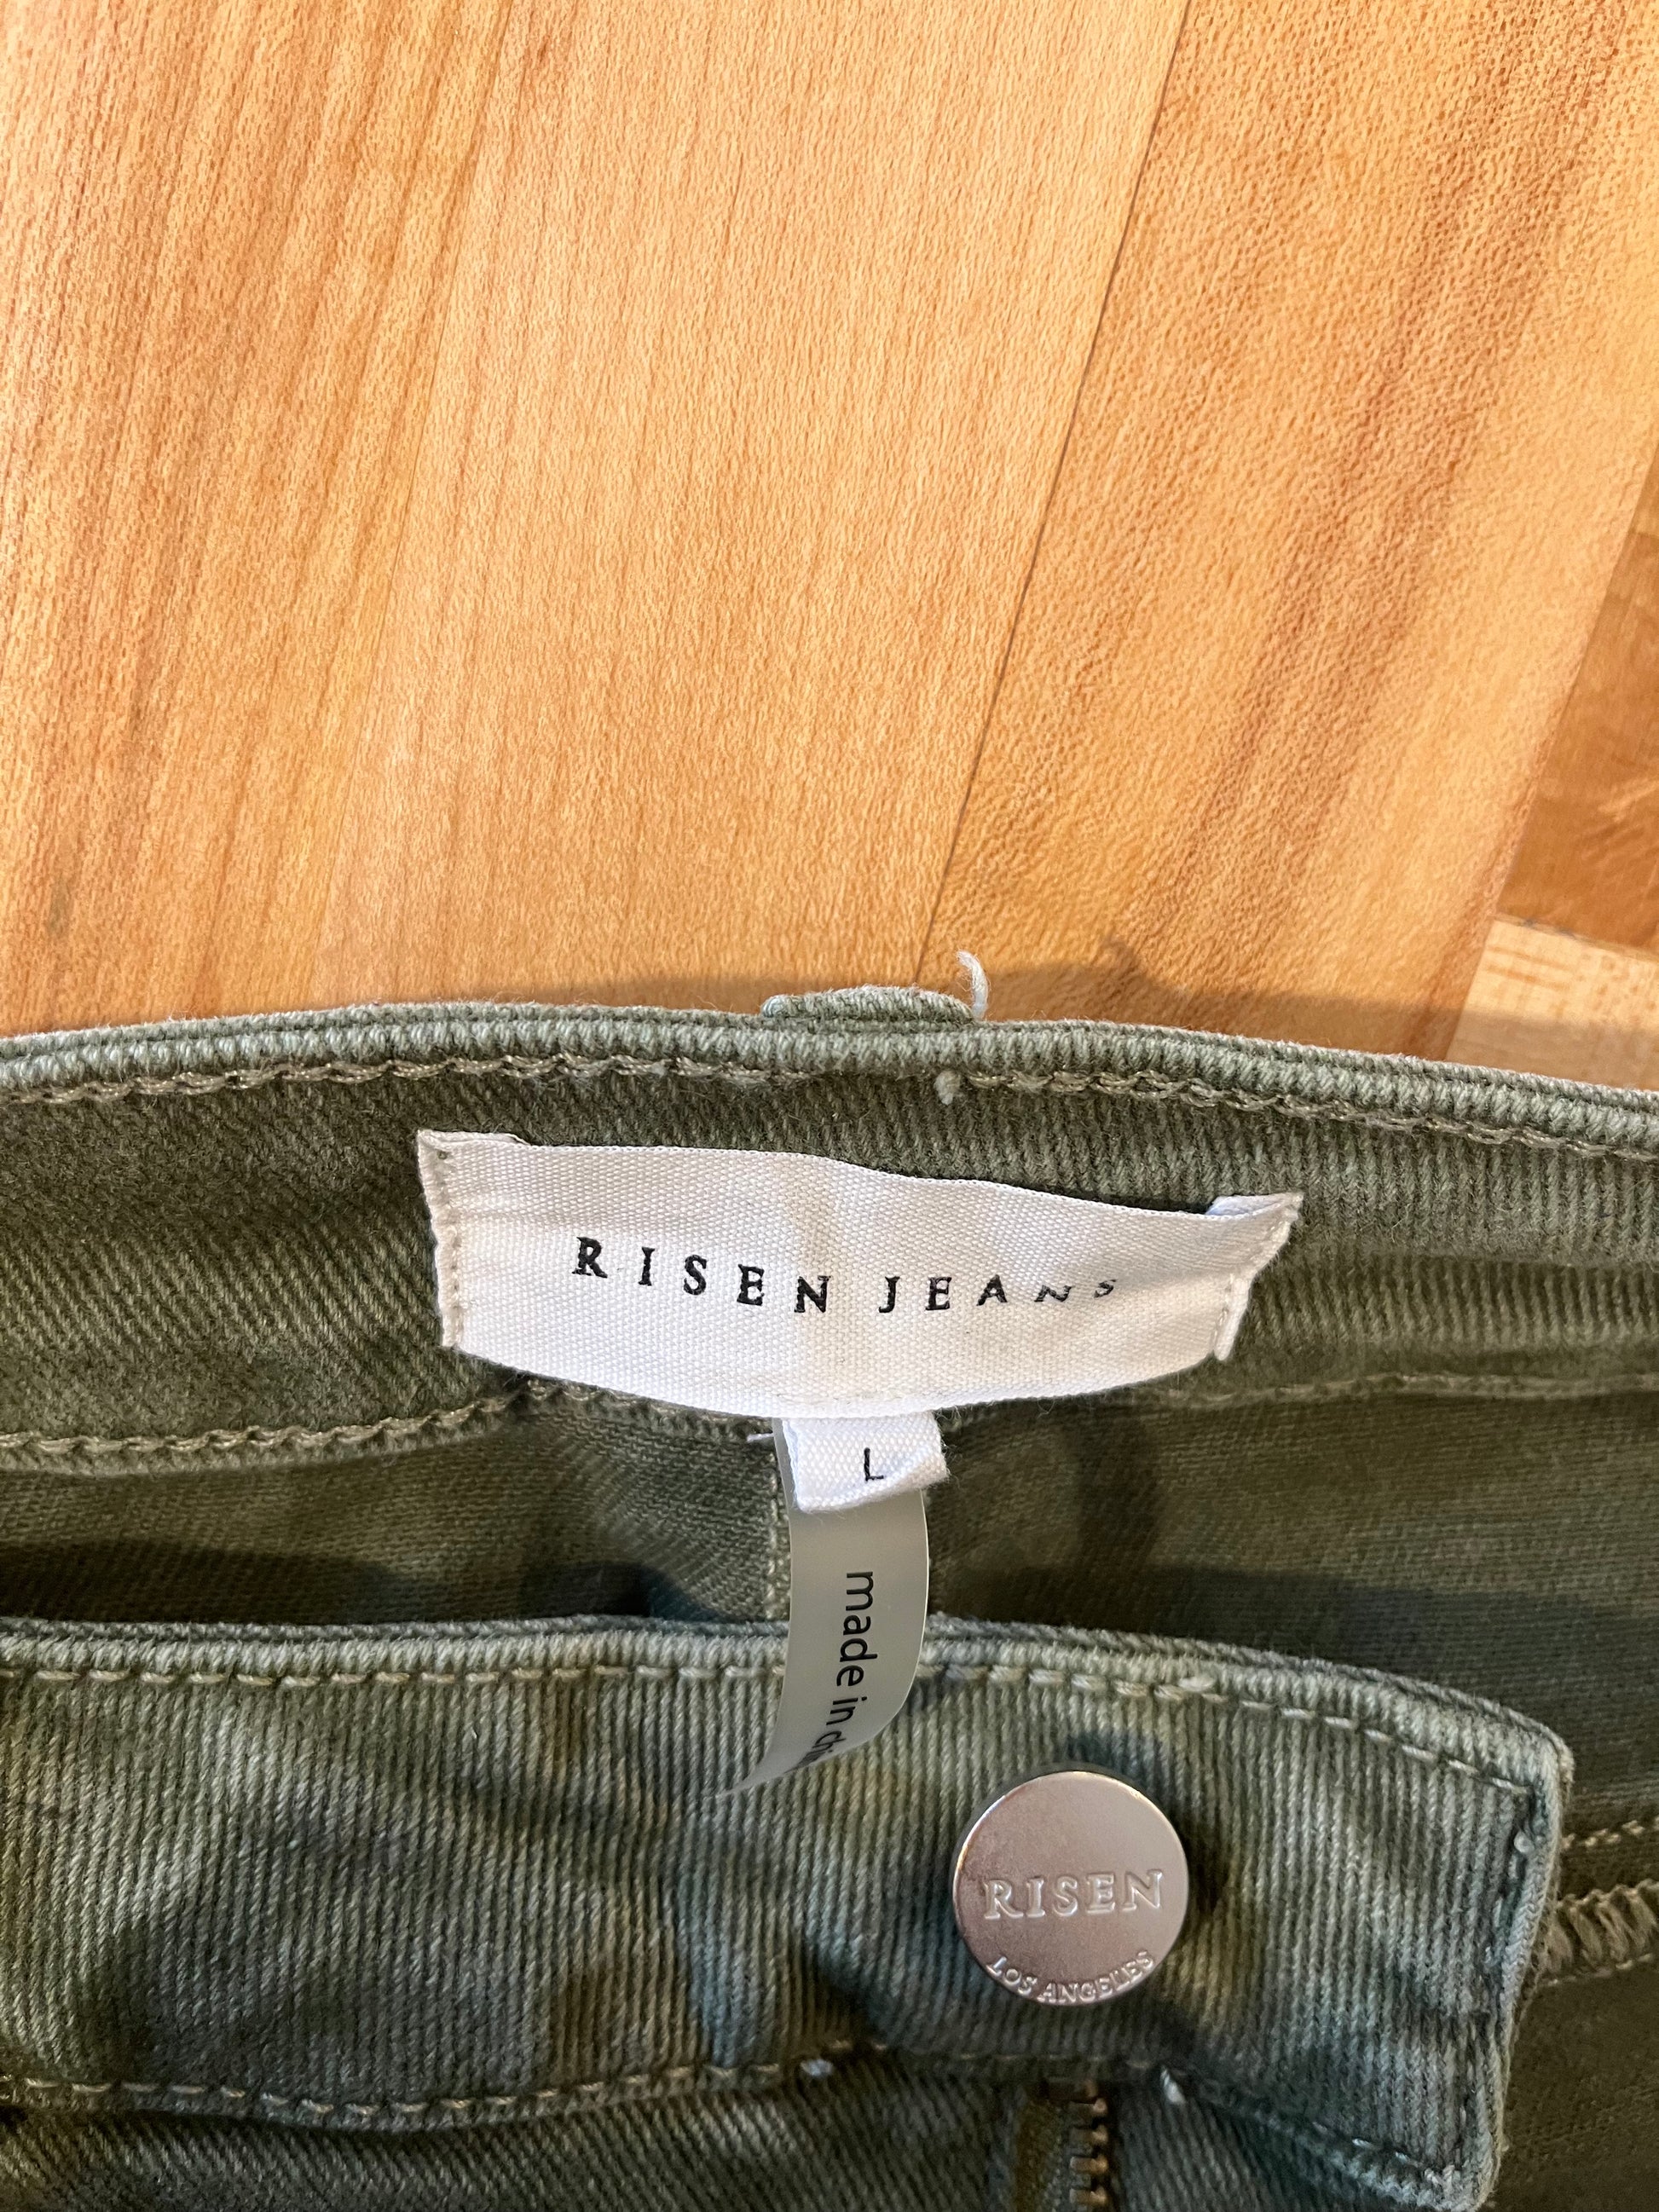 RISEN JEANS
L
made in
RISEN
LOS ANGELES